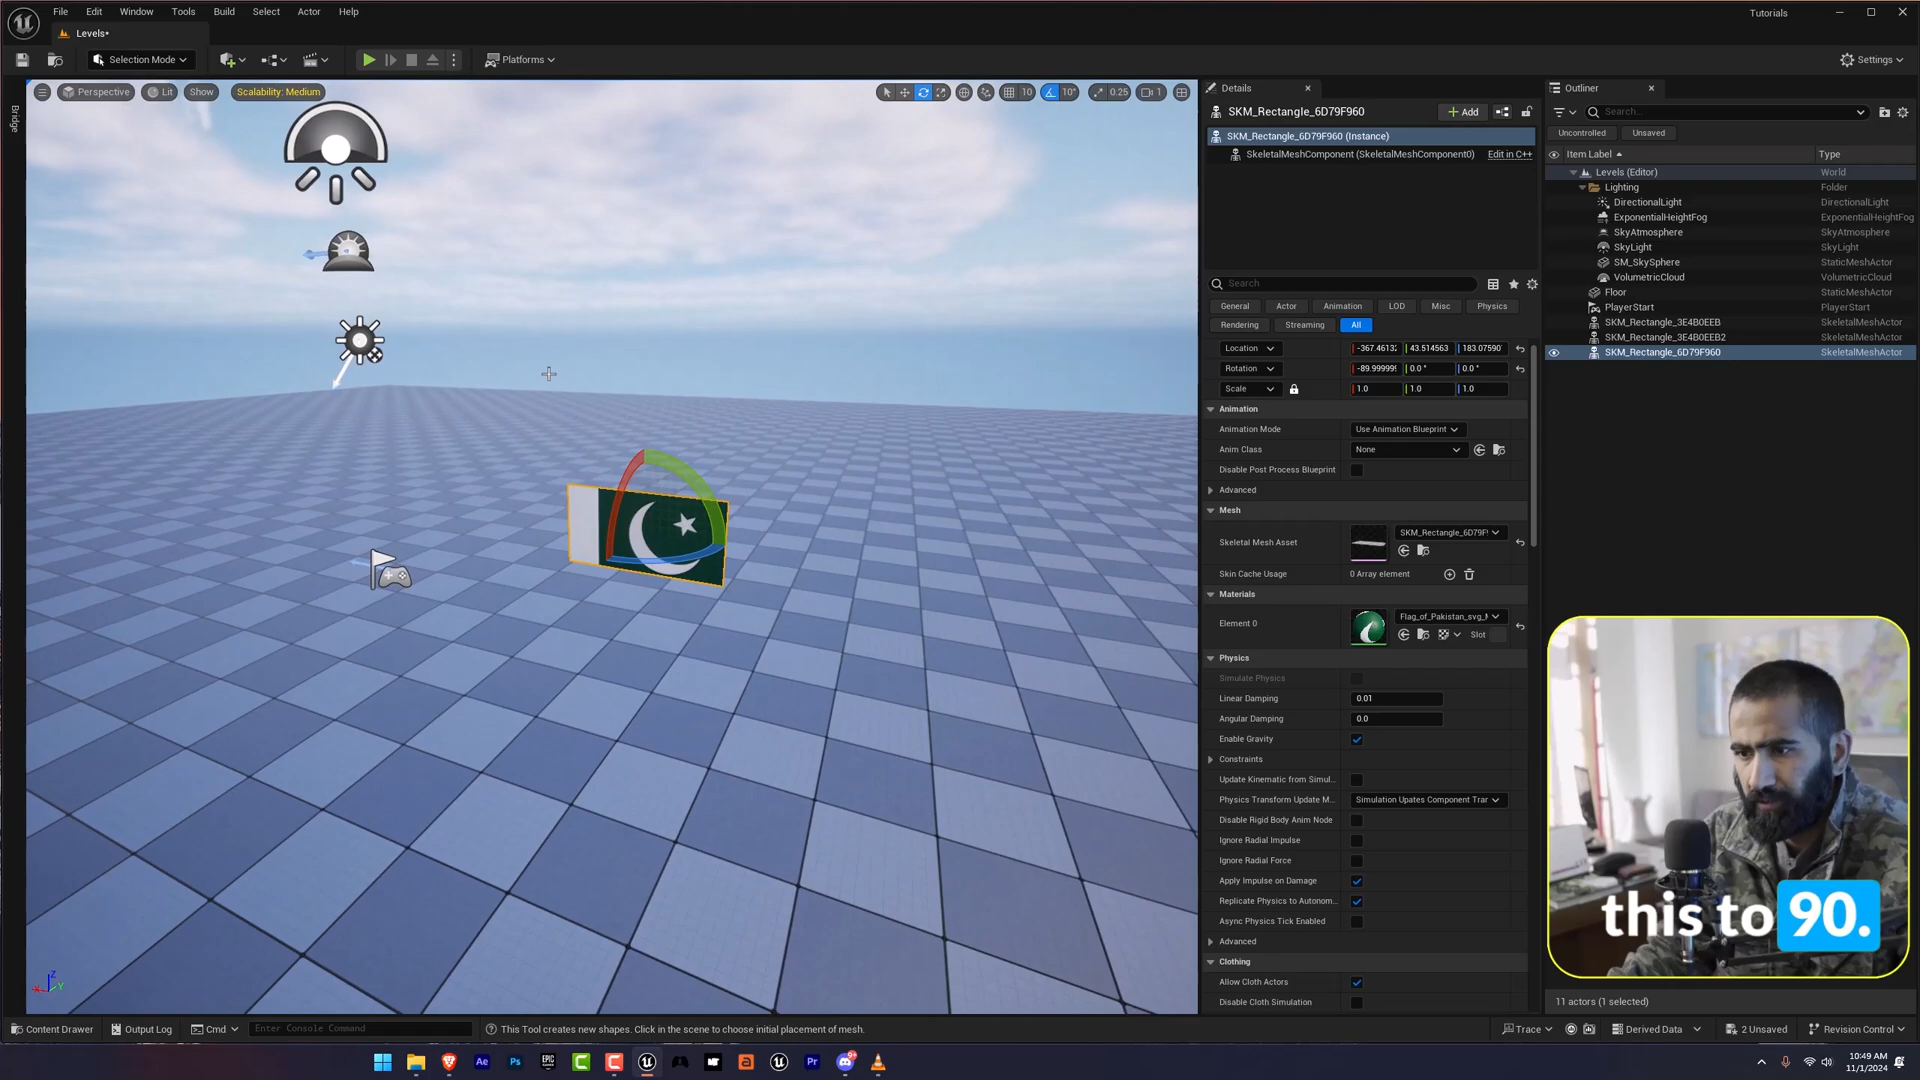 File Edit Window Tools Build Select Actor Help
Tutorials
Levels•
Selection Mode
Platforms
Settings
Bridge
Perspective Lit Show Scalability: Medium
10 10° 0.25 1
Details
SKM_Rectangle_6D79F960
Add
SKM_Rectangle_6D79F960 (Instance)
SkeletalMeshComponent (SkeletalMeshComponent0) Edit in C++
Search
General Actor Animation LOD Misc Physics
Rendering Streaming All
Location -367.4613 43.514563 183.07590
Rotation -89.99999 0.0° 0.0°
Scale 1.0 1.0 1.0
Animation
Animation Mode Use Animation Blueprint
Anim Class None
Disable Post Process Blueprint
Advanced
Mesh
Skeletal Mesh Asset SKM_Rectangle_6D79F
Skin Cache Usage 0 Array element
Materials
Element 0 Flag_of_Pakistan_svg_
Slot
Physics
Simulate Physics
Linear Damping 0.01
Angular Damping 0.0
Enable Gravity
Constraints
Update Kinematic from Simul...
Physics Transform Update M... Simulation Upates Component Tran
Disable Rigid Body Anim Node
Ignore Radial Impulse
Ignore Radial Force
Apply Impulse on Damage
Replicate Physics to Autonom...
Async Physics Tick Enabled
Advanced
Clothing
Allow Cloth Actors
Disable Cloth Simulation
Outliner
Search...
Uncontrolled Unsaved
Item Label Type
Levels (Editor) World
Lighting Folder
DirectionalLight DirectionalLight
ExponentialHeightFog ExponentialHeightFog
SkyAtmosphere SkyAtmosphere
SkyLight SkyLight
SM_SkySphere StaticMeshActor
VolumetricCloud VolumetricCloud
Floor StaticMeshActor
PlayerStart PlayerStart
SKM_Rectangle_3E4B0EEB SkeletalMeshActor
SKM_Rectangle_3E4B0EEB2 SkeletalMeshActor
SKM_Rectangle_6D79F960 SkeletalMeshActor
this to 90.
11 actors (1 selected)
Z
X Y
Content Drawer Output Log Cmd Enter Console Command This Tool creates new shapes. Click in the scene to choose initial placement of mesh. Trace Derived Data 2 Unsaved Revision Control
Ae Ps EPIC GAMES Pr
10:49 AM
11/1/2024